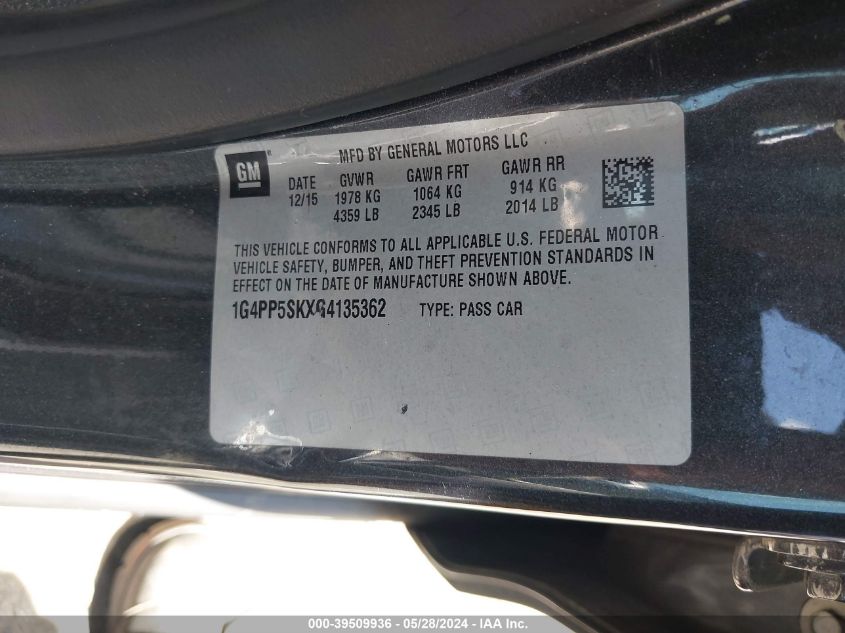 GM
MFD BY GENERAL MOTORS LLC
DATE GVWR GAWR FRT GAWR RR
12/15 1978 KG 1064 KG 914 KG
4359 LB 2345 LB 2014 LB
THIS VEHICLE CONFORMS TO ALL APPLICABLE U.S. FEDERAL MOTOR
VEHICLE SAFETY, BUMPER, AND THEFT PREVENTION STANDARDS IN
EFFECT ON THE DATE OF MANUFACTURE SHOWN ABOVE.
1G4PP5SKXG4135362 TYPE: PASS CAR
000-39509936 - 05/28/2024 - IAA Inc.